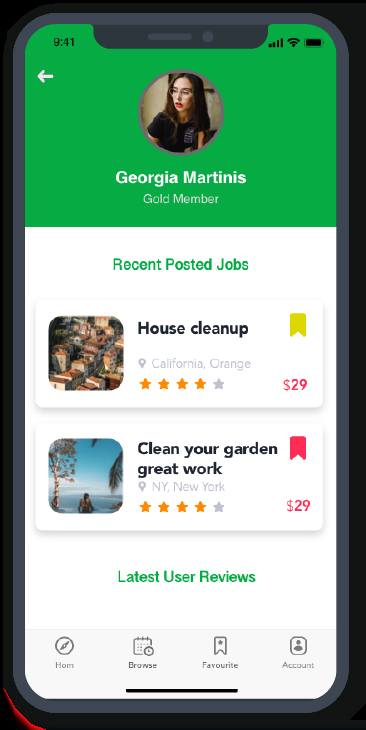 9:41
Georgia Martinis
Gold Member
Recent Posted Jobs
House cleanup
California, Orange
$29
Clean your garden
great work
NY, New York
$29
Latest User Reviews
Hom
Browse
Favourite
Account